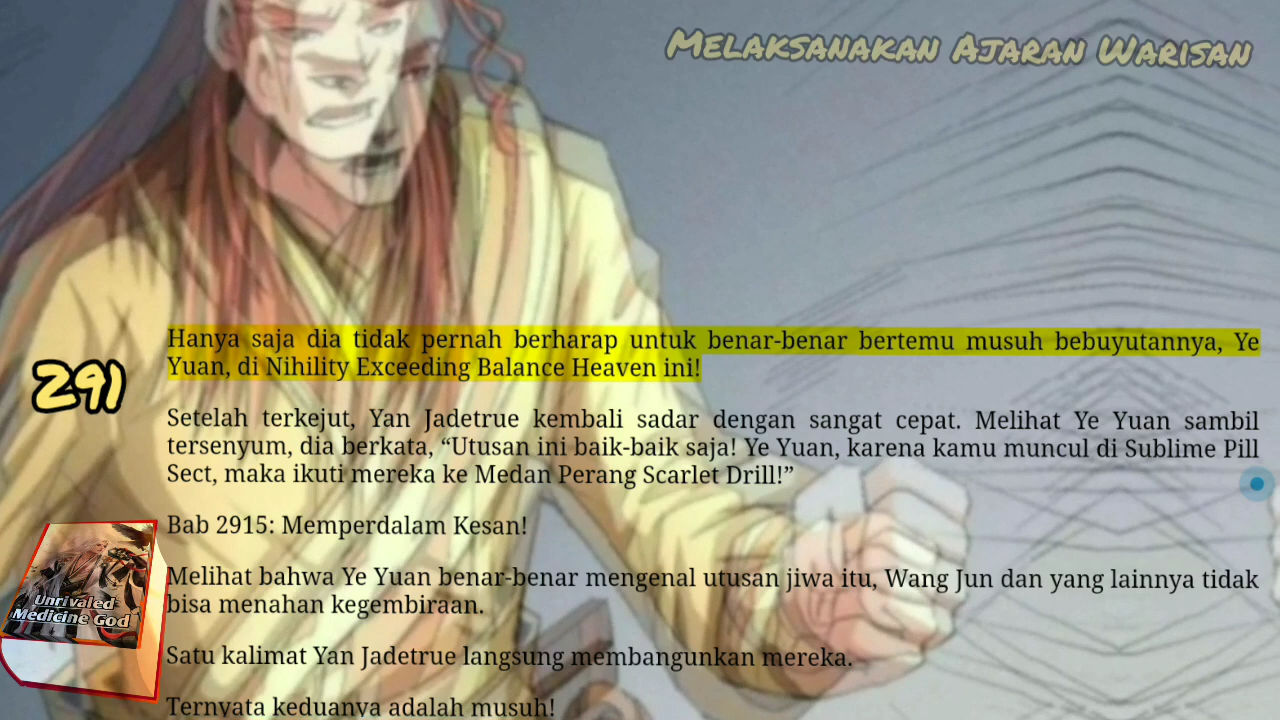 Melaksanakan Ajaran Warisan
Hanya saja dia tidak pernah berharap untuk benar-benar bertemu musuh bebuyutannya, Ye
Yuan, di Nihility Exceeding Balance Heaven ini!
291
Setelah terkejut, Yan Jadetrue kembali sadar dengan sangat cepat. Melihat Ye Yuan sambil
tersenyum, dia berkata, “Utusan ini baik-baik saja! Ye Yuan, karena kamu muncul di Sublime Pill
Sect, maka ikuti mereka ke Medan Perang Scarlet Drill!”
Bab 2915: Memperdalam Kesan!
Melihat bahwa Ye Yuan benar-benar mengenal utusan jiwa itu, Wang Jun dan yang lainnya tidak
bisa menahan kegembiraan.
Unrivaled
Medicine God
Satu kalimat Yan Jadetrue langsung membangunkan mereka.
Ternyata keduanya adalah musuh!